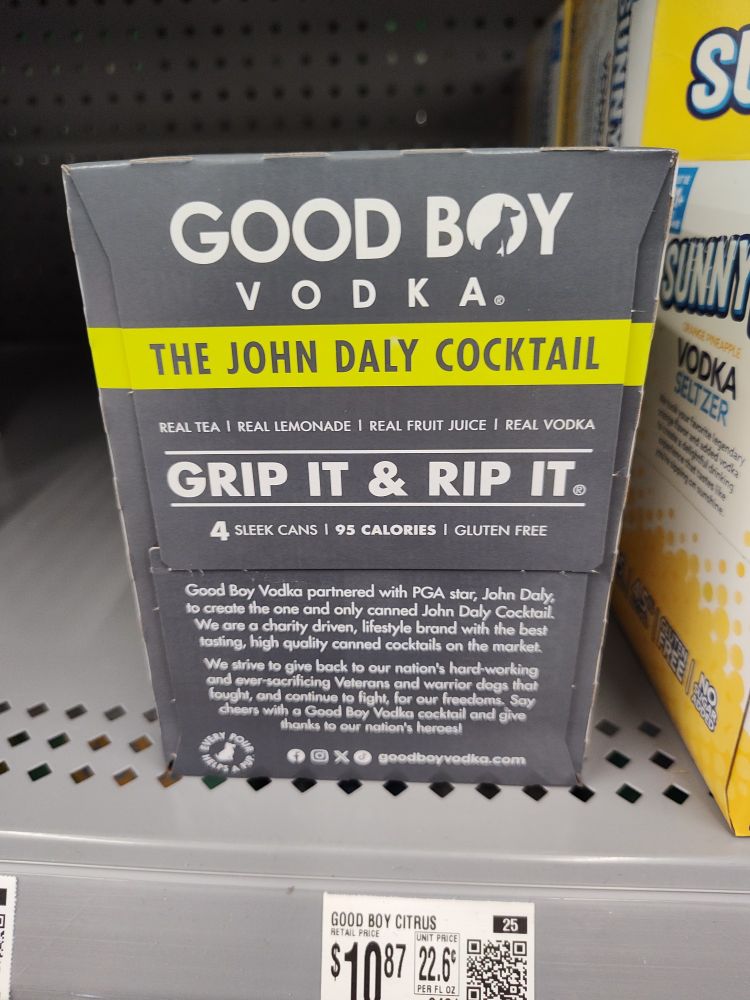 GOOD BOY
VODKA®
THE JOHN DALY COCKTAIL
REAL TEA | REAL LEMONADE | REAL FRUIT JUICE | REAL VODKA
GRIP IT & RIP IT®
4 SLEEK CANS | 95 CALORIES | GLUTEN FREE
Good Boy Vodka partnered with PGA star, John Daly,
to create the one and only canned John Daly Cocktail.
We are a charity driven, lifestyle brand with the best
tasting, high quality canned cocktails on the market.
We strive to give back to our nation's hard-working
and ever-sacrificing Veterans and warrior dogs that
fought, and continue to fight, for our freedoms. Say
cheers with a Good Boy Vodka cocktail and give
thanks to our nation's heroes!
EVERY POUR
HELPS A PUP
goodboyvodka.com
SUNNY
ORANGE PINEAPPLE
VODKA
SELTZER
GOOD BOY CITRUS
25
RETAIL PRICE
UNIT PRICE
$10.87
22.6¢
PER FL OZ